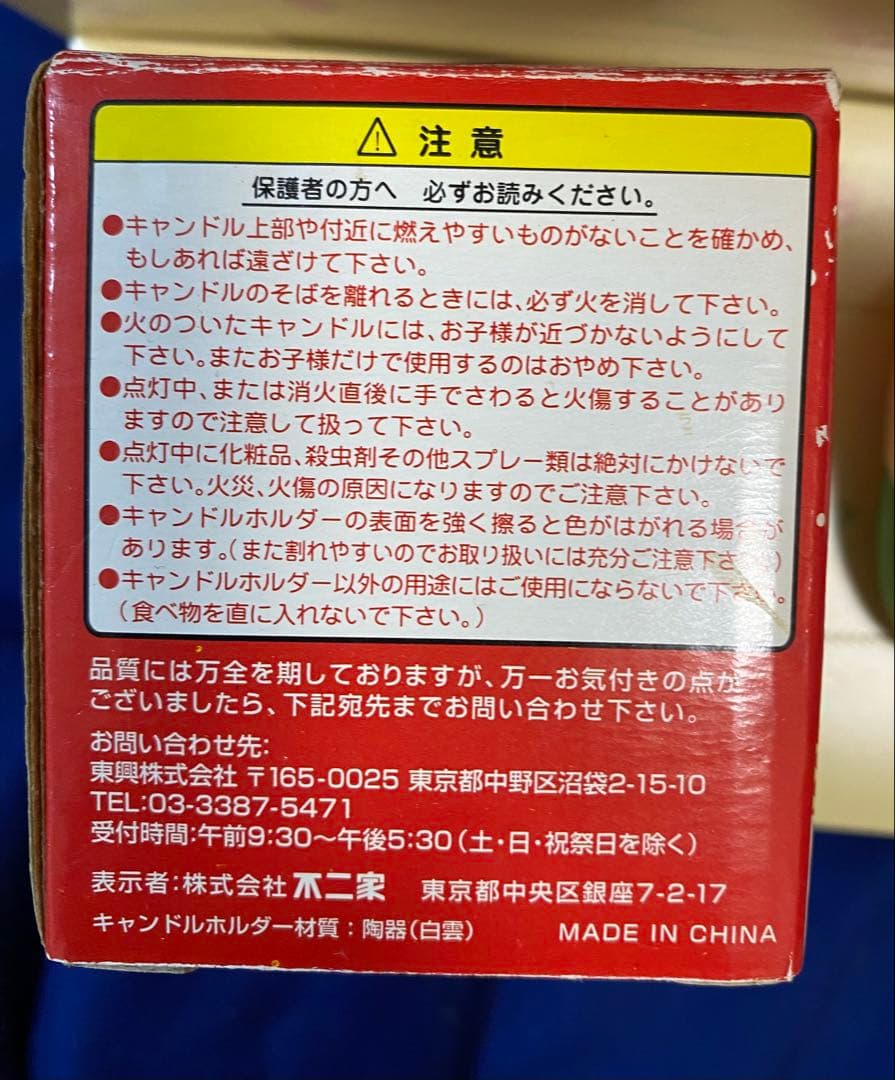 ⚠ 注意
保護者の方へ 必ずお読みください。
●キャンドル上部や付近に燃えやすいものがないことを確かめ、
もしあれば遠ざけて下さい。
●キャンドルのそばを離れるときには、必ず火を消して下さい。
●火のついたキャンドルには、お子様が近づかないようにして
下さい。またお子様だけで使用するのはおやめ下さい。
●点灯中、または消火直後に手でさわると火傷することがあり
ますので注意して扱って下さい。
●点灯中に化粧品、殺虫剤その他スプレー類は絶対にかけないで
下さい。火災、火傷の原因になりますのでご注意下さい。
●キャンドルホルダーの表面を強く擦ると色がはがれる場合が
あります。(また割れやすいのでお取り扱いには充分ご注意下さい)
●キャンドルホルダー以外の用途にはご使用にならないで下さい。
(食べ物を直に入れないで下さい。)
品質には万全を期しておりますが、万一お気付きの点が
ございましたら、下記宛先までお問い合わせ下さい。
お問い合わせ先:
東興株式会社 〒165-0025 東京都中野区沼袋2-15-10
TEL:03-3387-5471
受付時間:午前9:30〜午後5:30(土・日・祝祭日を除く)
表示者:株式会社不二家 東京都中央区銀座7-2-17
キャンドルホルダー材質:陶器(白雲) MADE IN CHINA